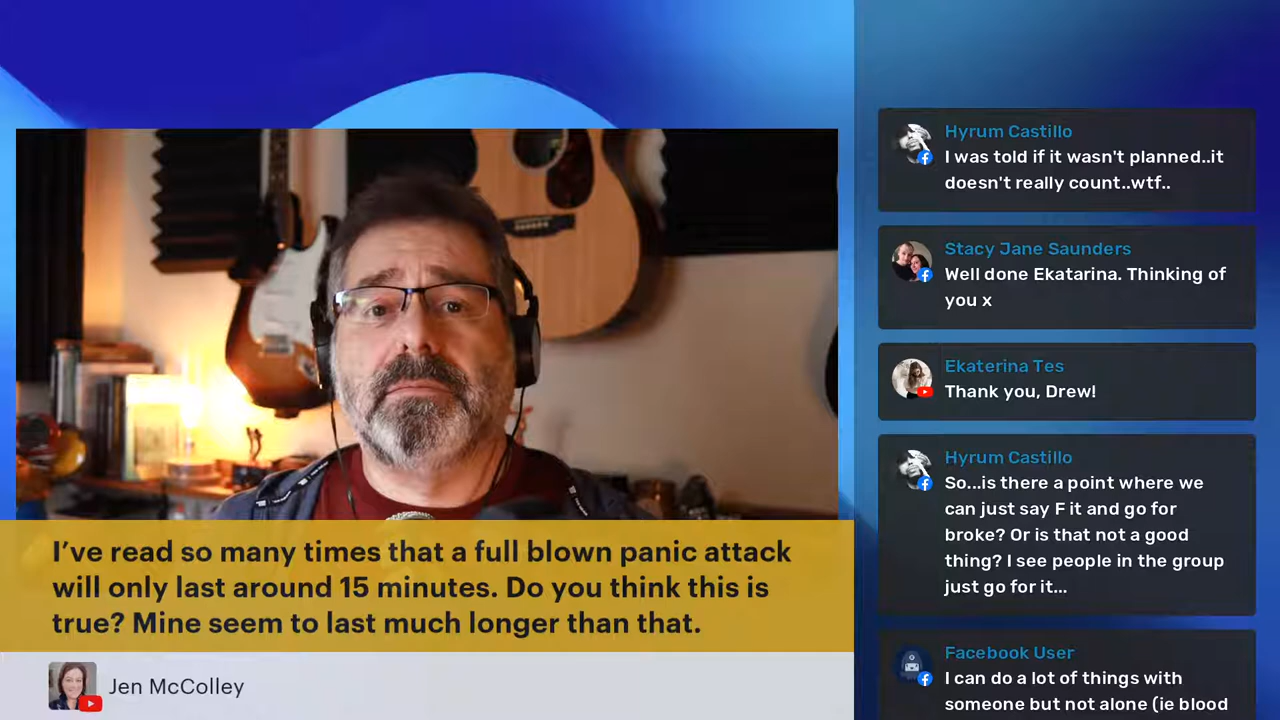 I've read so many times that a full blown panic attack
will only last around 15 minutes. Do you think this is
true? Mine seem to last much longer than that.
Jen McColley
Hyrum Castillo
I was told if it wasn't planned..it
doesn't really count..wtf..
Stacy Jane Saunders
Well done Ekatarina. Thinking of
you x
Ekaterina Tes
Thank you, Drew!
Hyrum Castillo
So...is there a point where we
can just say F it and go for
broke? Or is that not a good
thing? I see people in the group
just go for it...
Facebook User
I can do a lot of things with
someone but not alone (ie blood